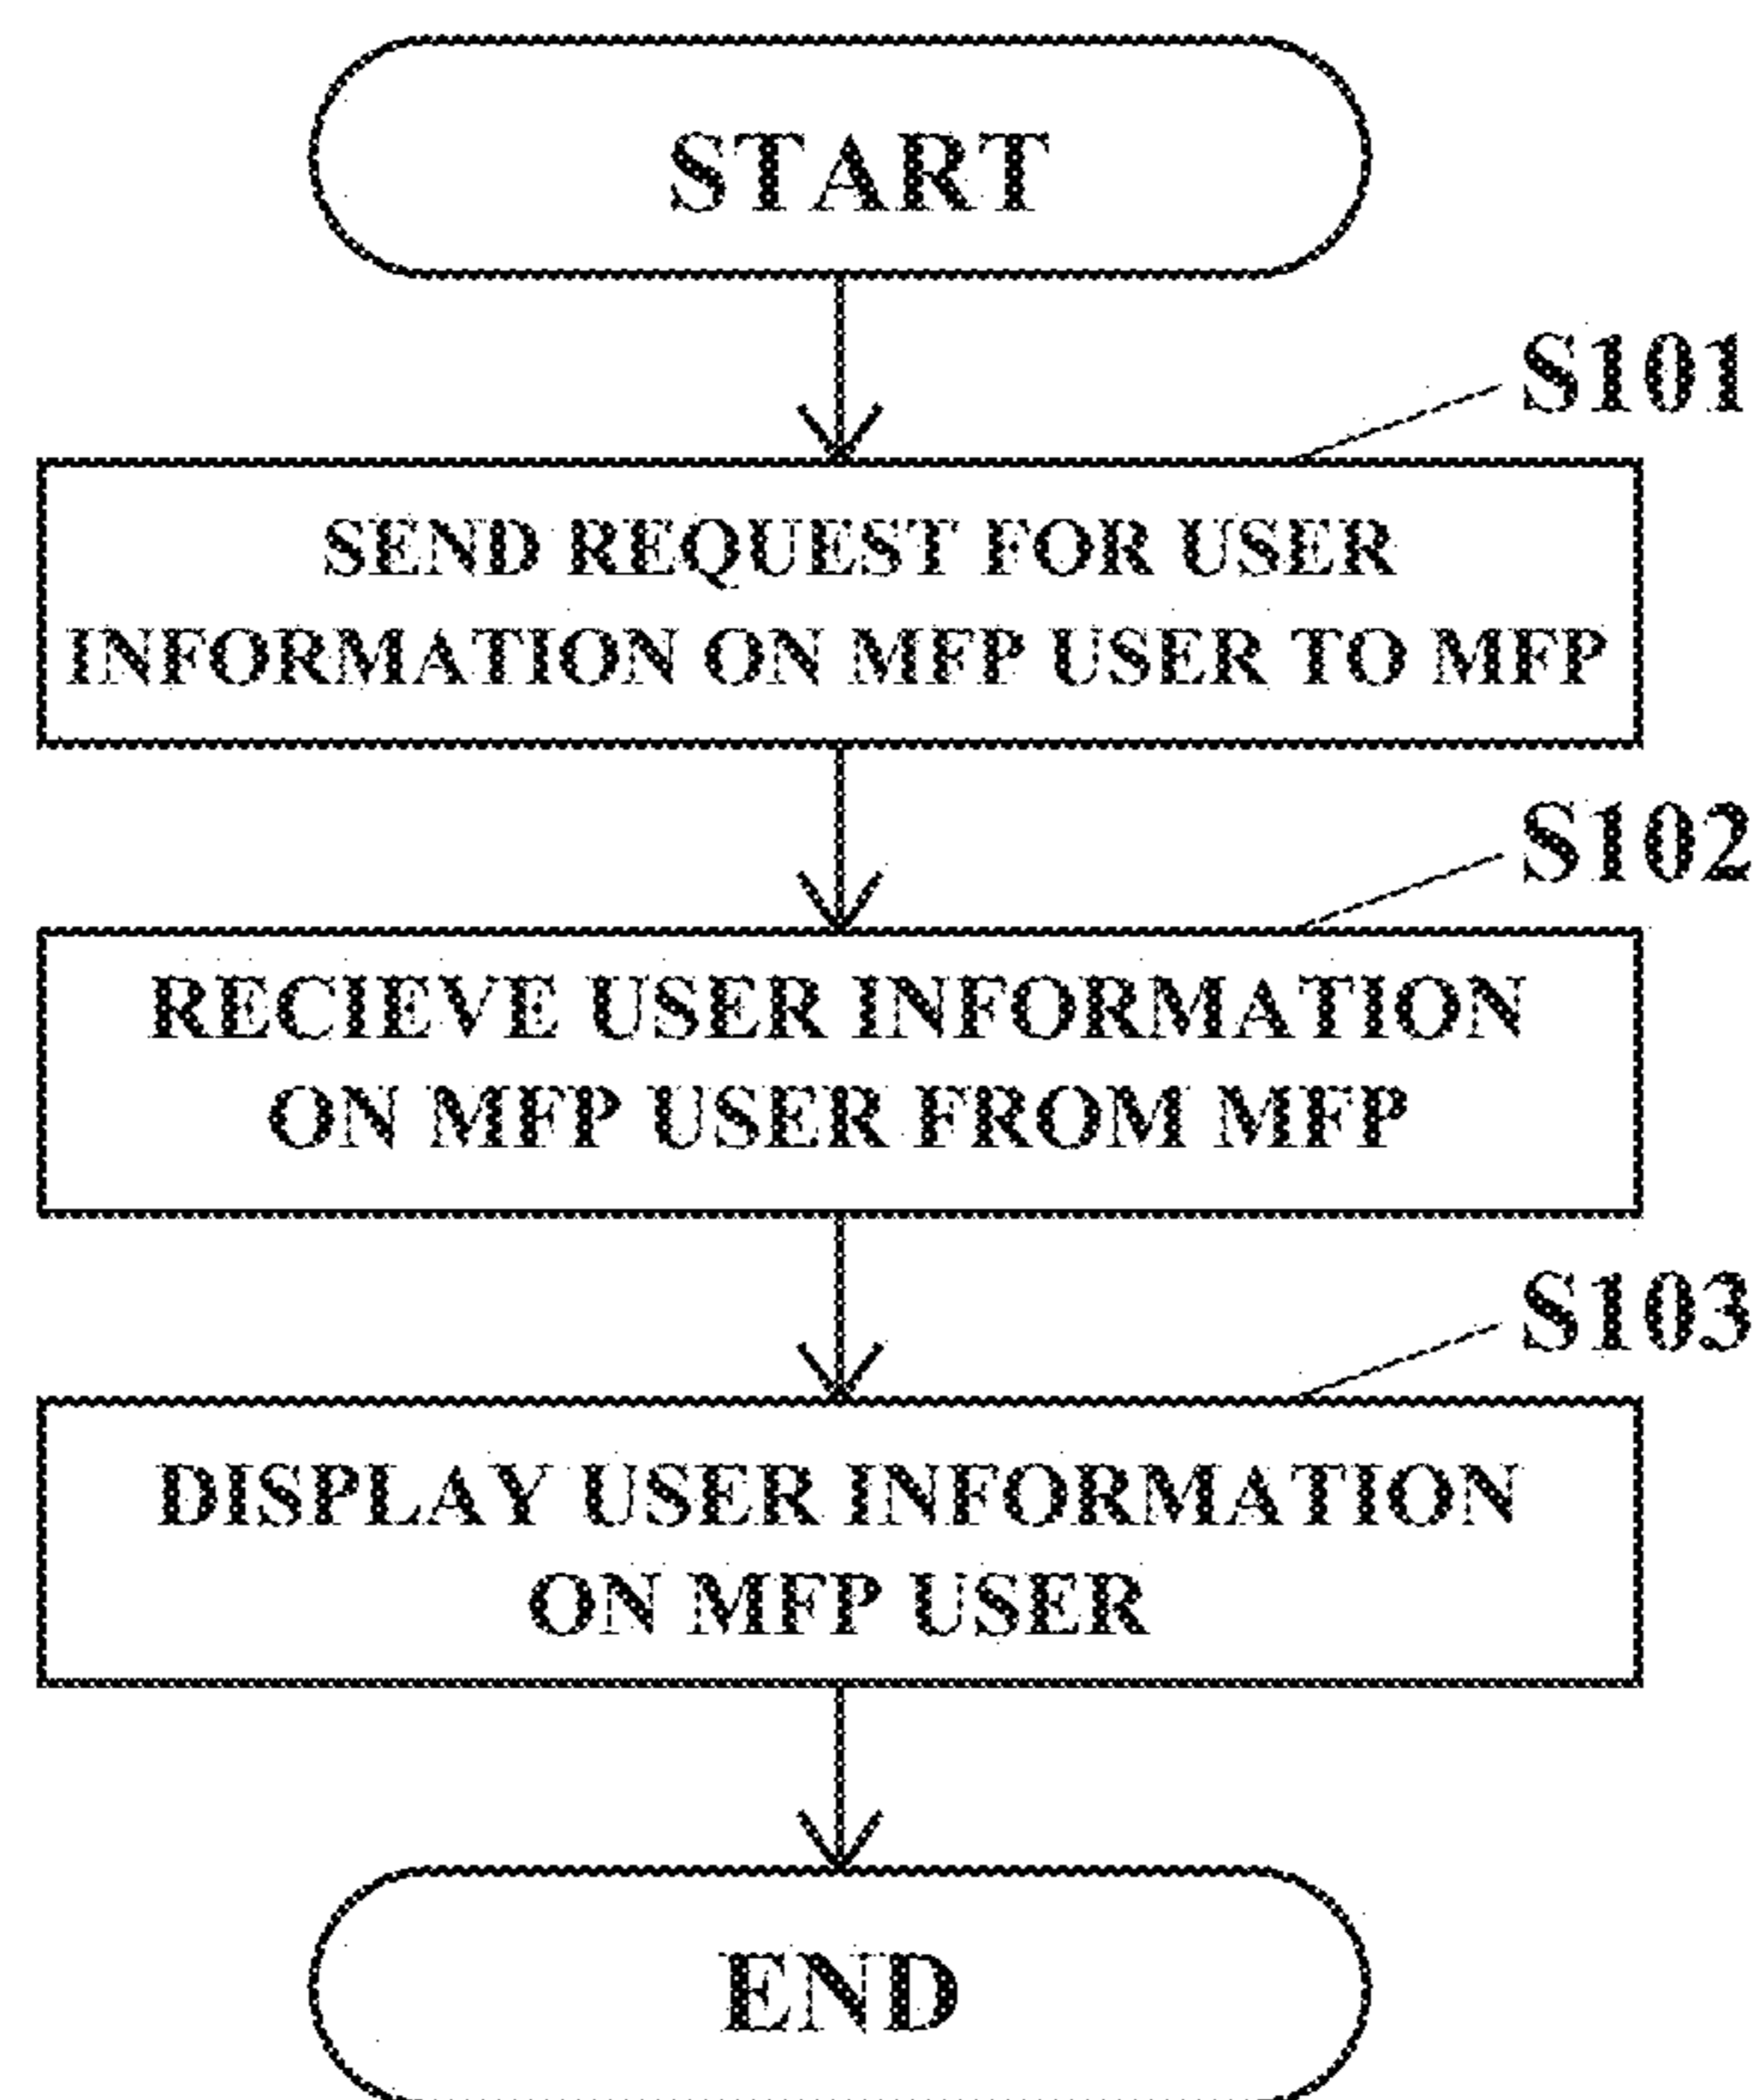 START
S101
SEND REQUEST FOR USER
INFORMATION ON MFP USER TO MFP
S102
RECIEVE USER INFORMATION
ON MFP USER FROM MFP
S103
DISPLAY USER INFORMATION
ON MFP USER
END